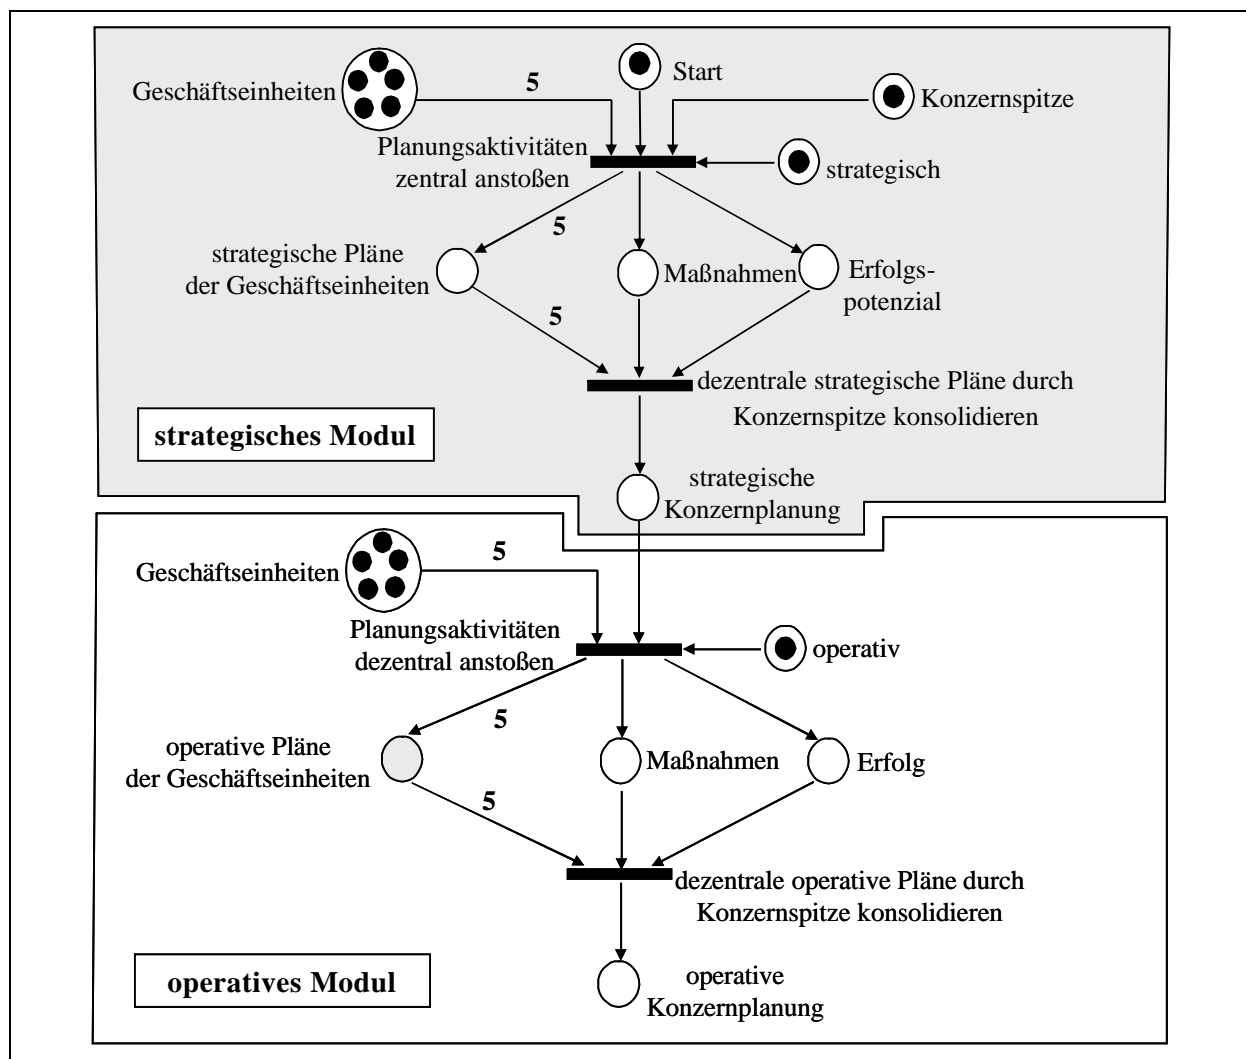 5
Start
Geschäftseinheiten
Konzernspitze
Planungsaktivitäten
zentral anstoßen
strategisch
5
strategische Pläne
der Geschäftseinheiten
Maßnahmen
Erfolgs-
potenzial
5
dezentrale strategische Pläne durch
Konzernspitze konsolidieren
strategisches Modul
strategische
Konzernplanung
5
Geschäftseinheiten
Planungsaktivitäten
dezentral anstoßen
operativ
5
operative Pläne
der Geschäftseinheiten
Maßnahmen
Erfolg
5
dezentrale operative Pläne durch
Konzernspitze konsolidieren
operatives Modul
operative
Konzernplanung